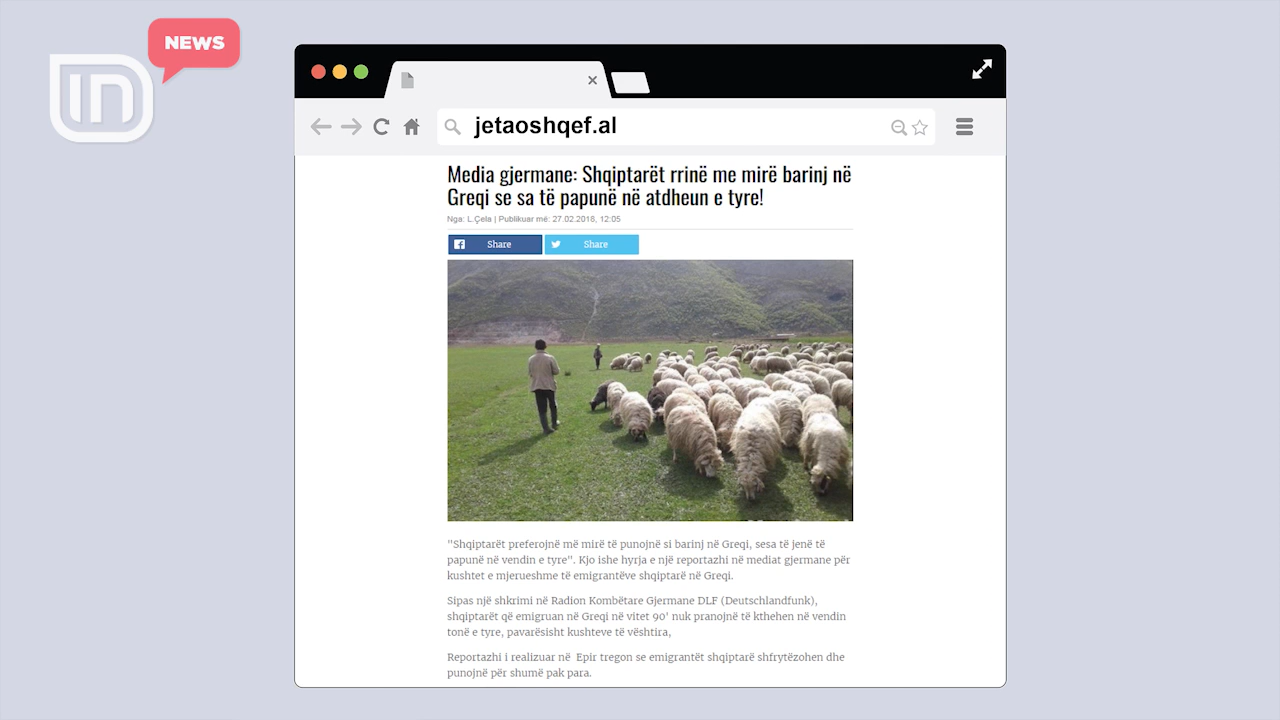 IN
NEWS
jetaoshqef.al
Media gjermane: Shqiptarët rrinë me mirë barinj në
Greqi se sa të papunë në atdheun e tyre!
Nga: L.Çela | Publikuar më: 27.02.2018, 12:05
Share
Share
"Shqiptarët preferojnë më mirë të punojnë si barinj në Greqi, sesa të jenë të
papunë në vendin e tyre". Kjo ishe hyrja e një reportazhi në mediat gjermane për
kushtet e mjerueshme të emigrantëve shqiptarë në Greqi.
Sipas një shkrimi në Radion Kombëtare Gjermane DLF (Deutschlandfunk),
shqiptarët që emigruan në Greqi në vitet 90' nuk pranojnë të kthehen në vendin
tonë e tyre, pavarësisht kushteve të vështira,
Reportazhi i realizuar në  Epir tregon se emigrantët shqiptarë shfrytëzohen dhe
punojnë për shumë pak para.